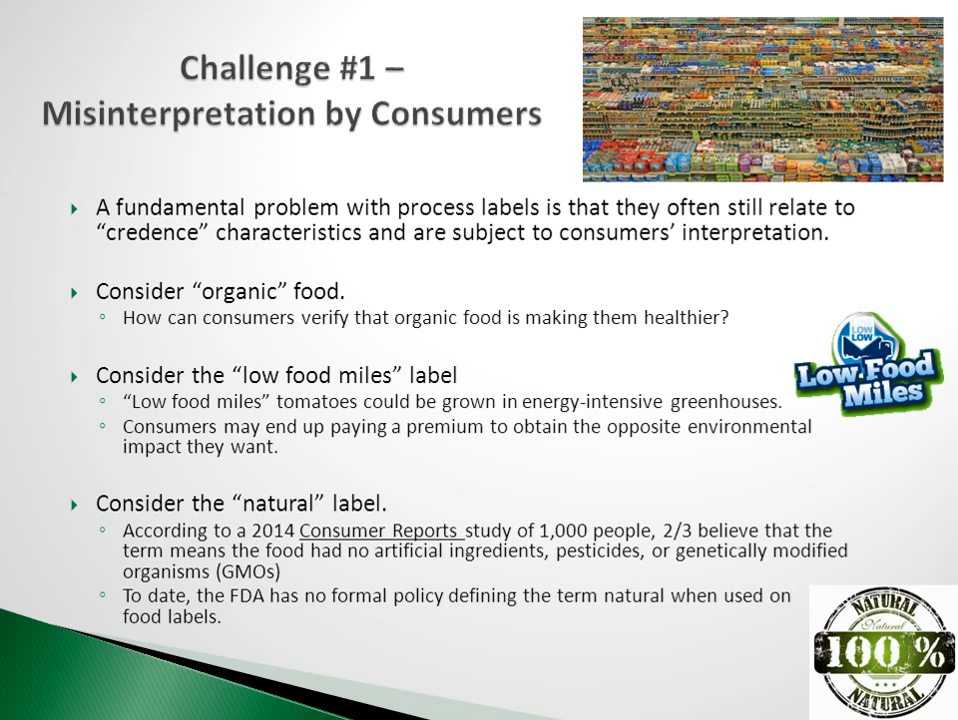 Challenge #1 –
Misinterpretation by Consumers
A fundamental problem with process labels is that they often still relate to
“credence” characteristics and are subject to consumers’ interpretation.
Consider “organic” food.
How can consumers verify that organic food is making them healthier?
Consider the “low food miles” label
“Low food miles” tomatoes could be grown in energy-intensive greenhouses.
Consumers may end up paying a premium to obtain the opposite environmental
impact they want.
LOW
LOW
Low Food
Miles
Consider the “natural” label.
According to a 2014 Consumer Reports study of 1,000 people, 2/3 believe that the
term means the food had no artificial ingredients, pesticides, or genetically modified
organisms (GMOs)
To date, the FDA has no formal policy defining the term natural when used on
food labels.
NATURAL
Natural
100 %
NATURAL